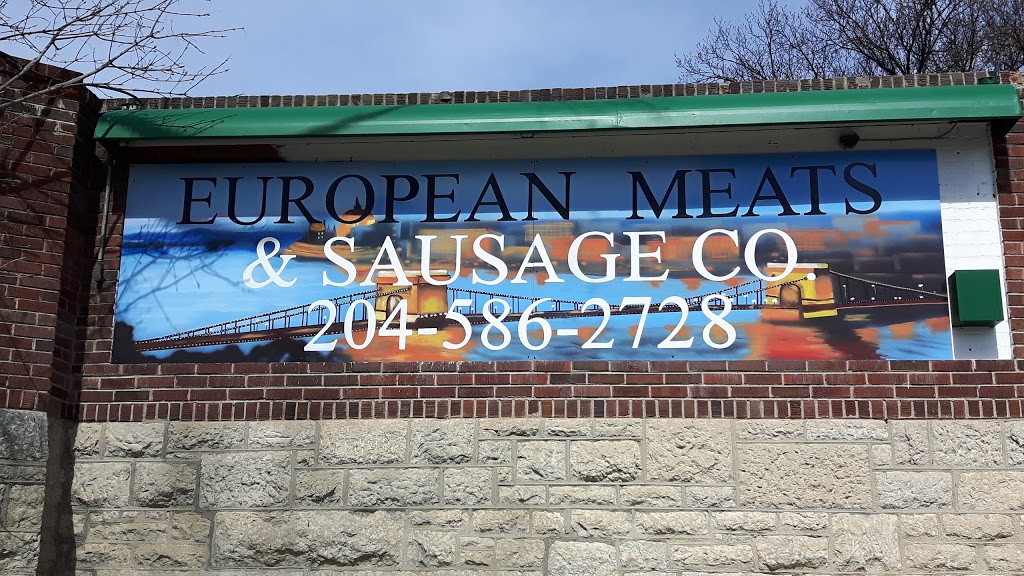 EUROPEAN MEATS
& SAUSAGE CO.
204-586-2728